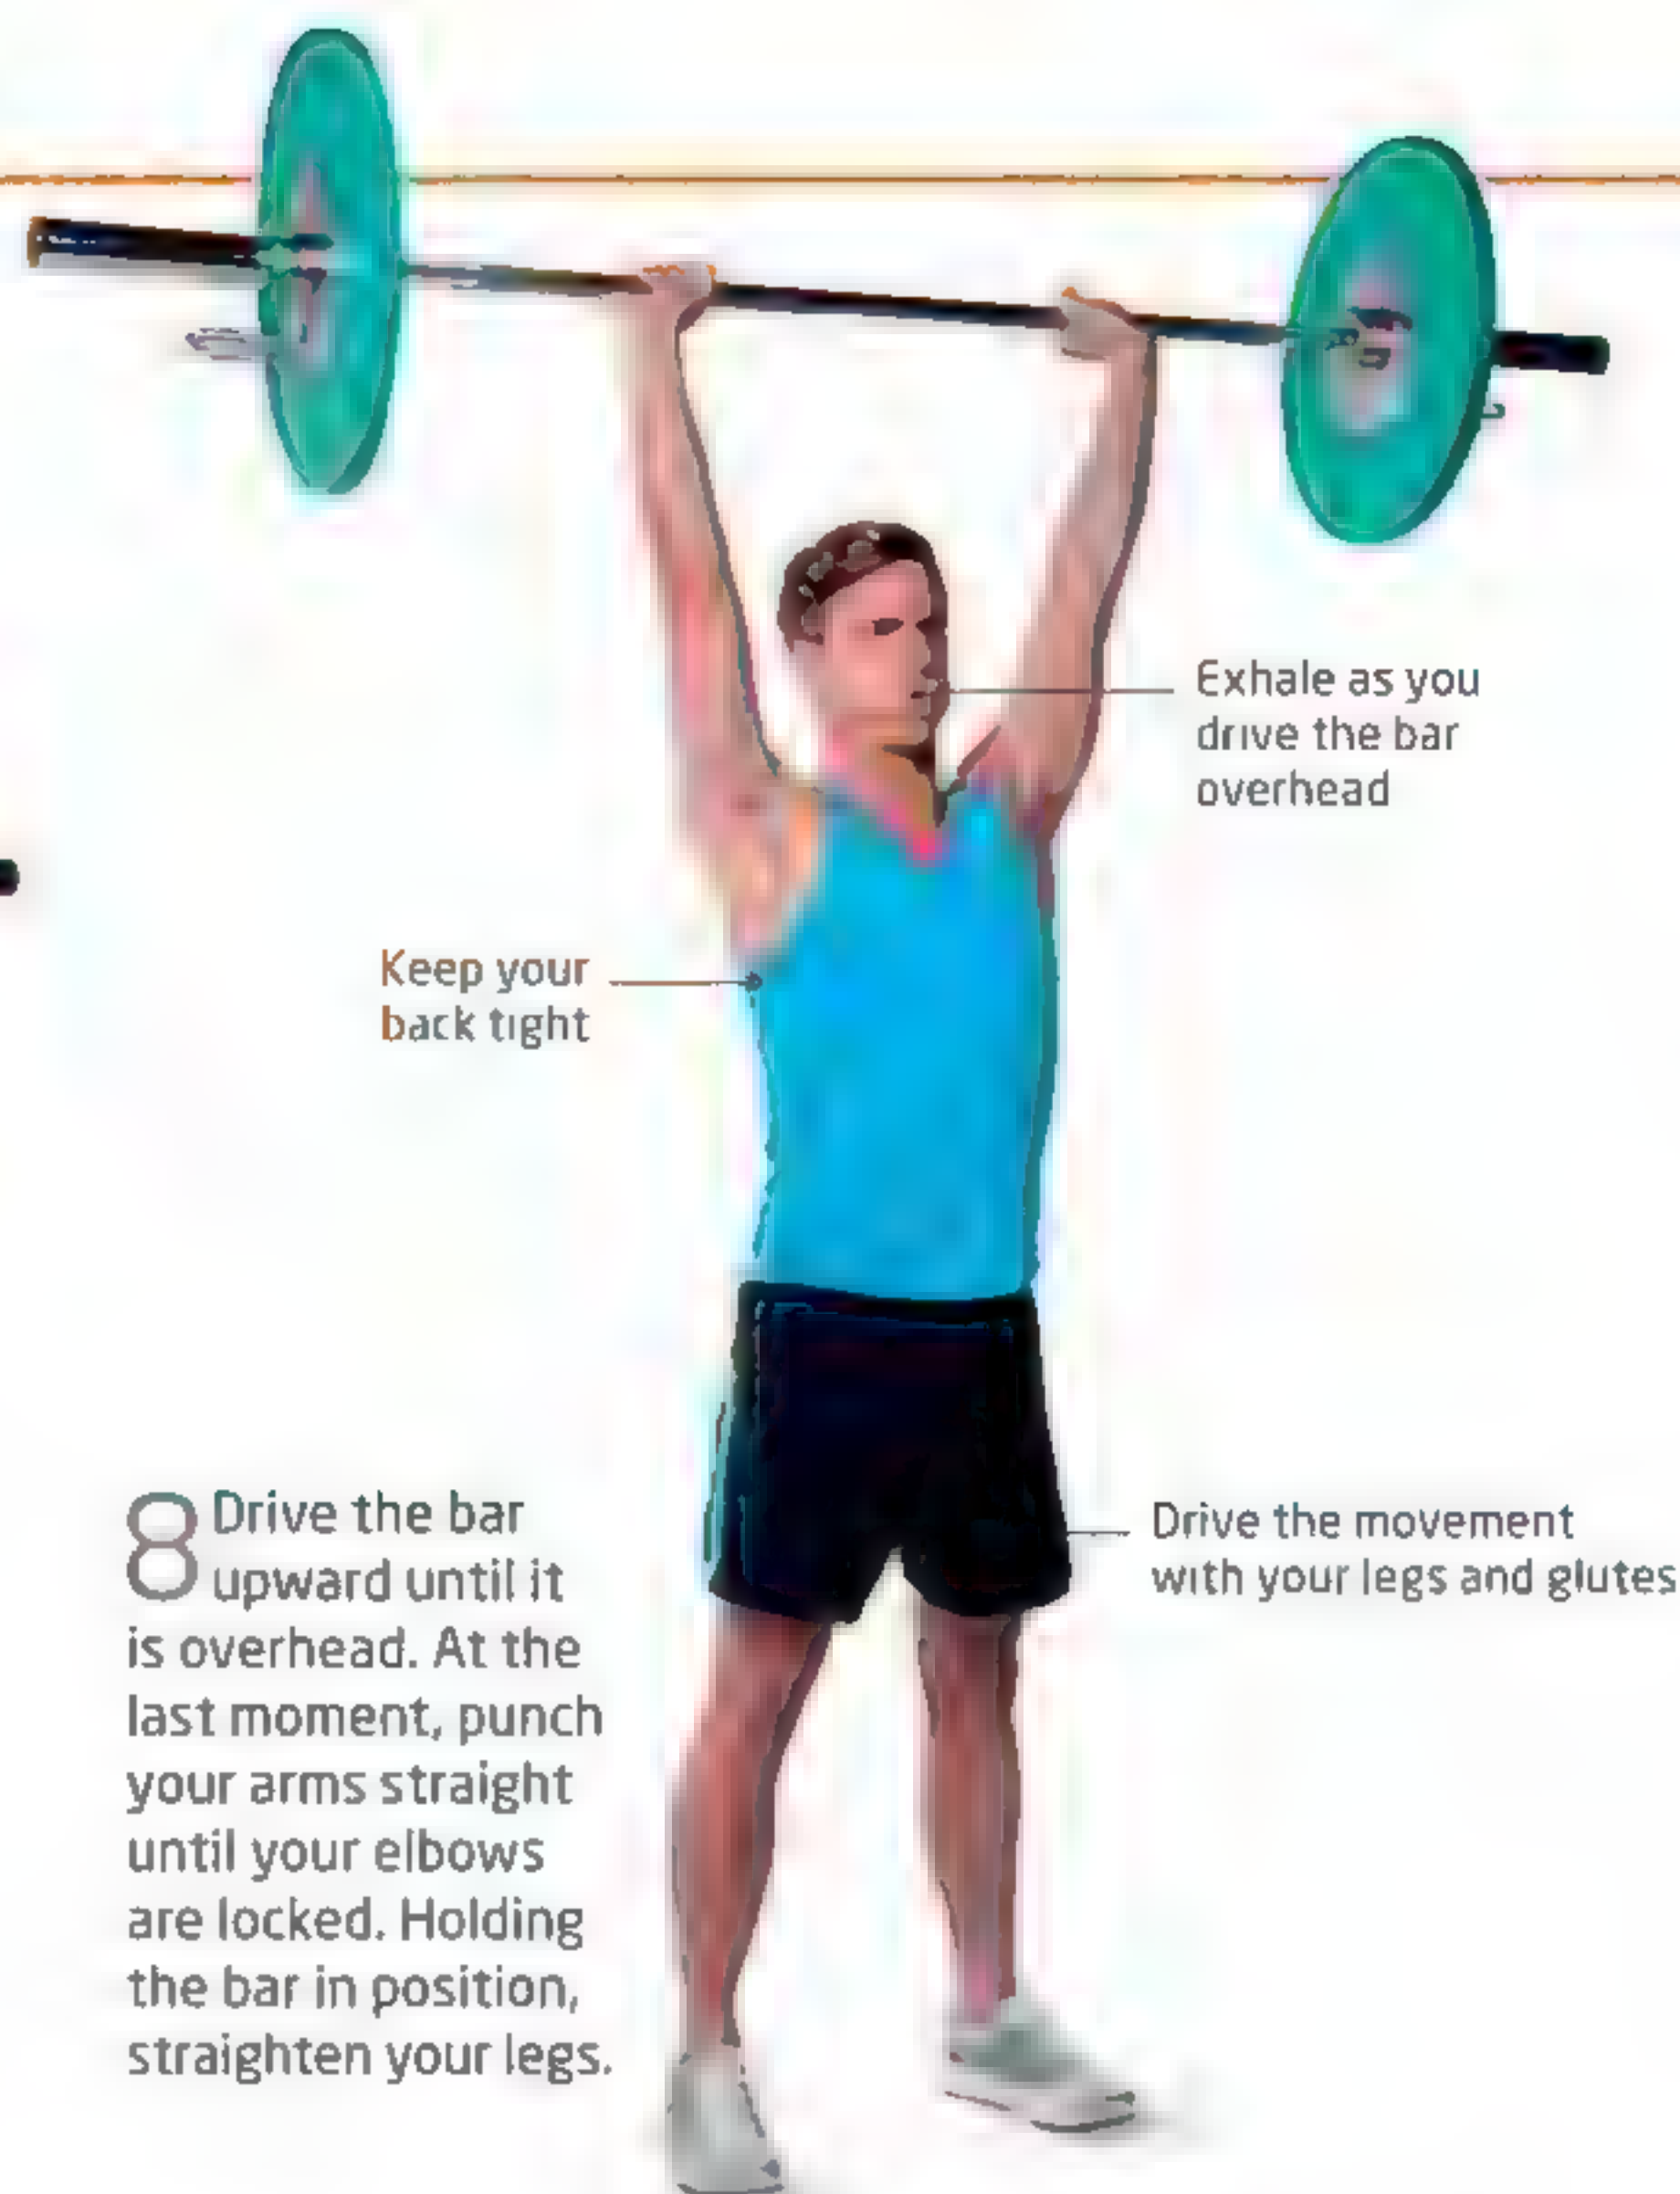 Exhale as you
drive the bar
overhead
Keep your
back tight
8 Drive the bar
upward until it
is overhead. At the
last moment, punch
your arms straight
until your elbows
are locked. Holding
the bar in position,
straighten your legs.
Drive the movement
with your legs and glutes